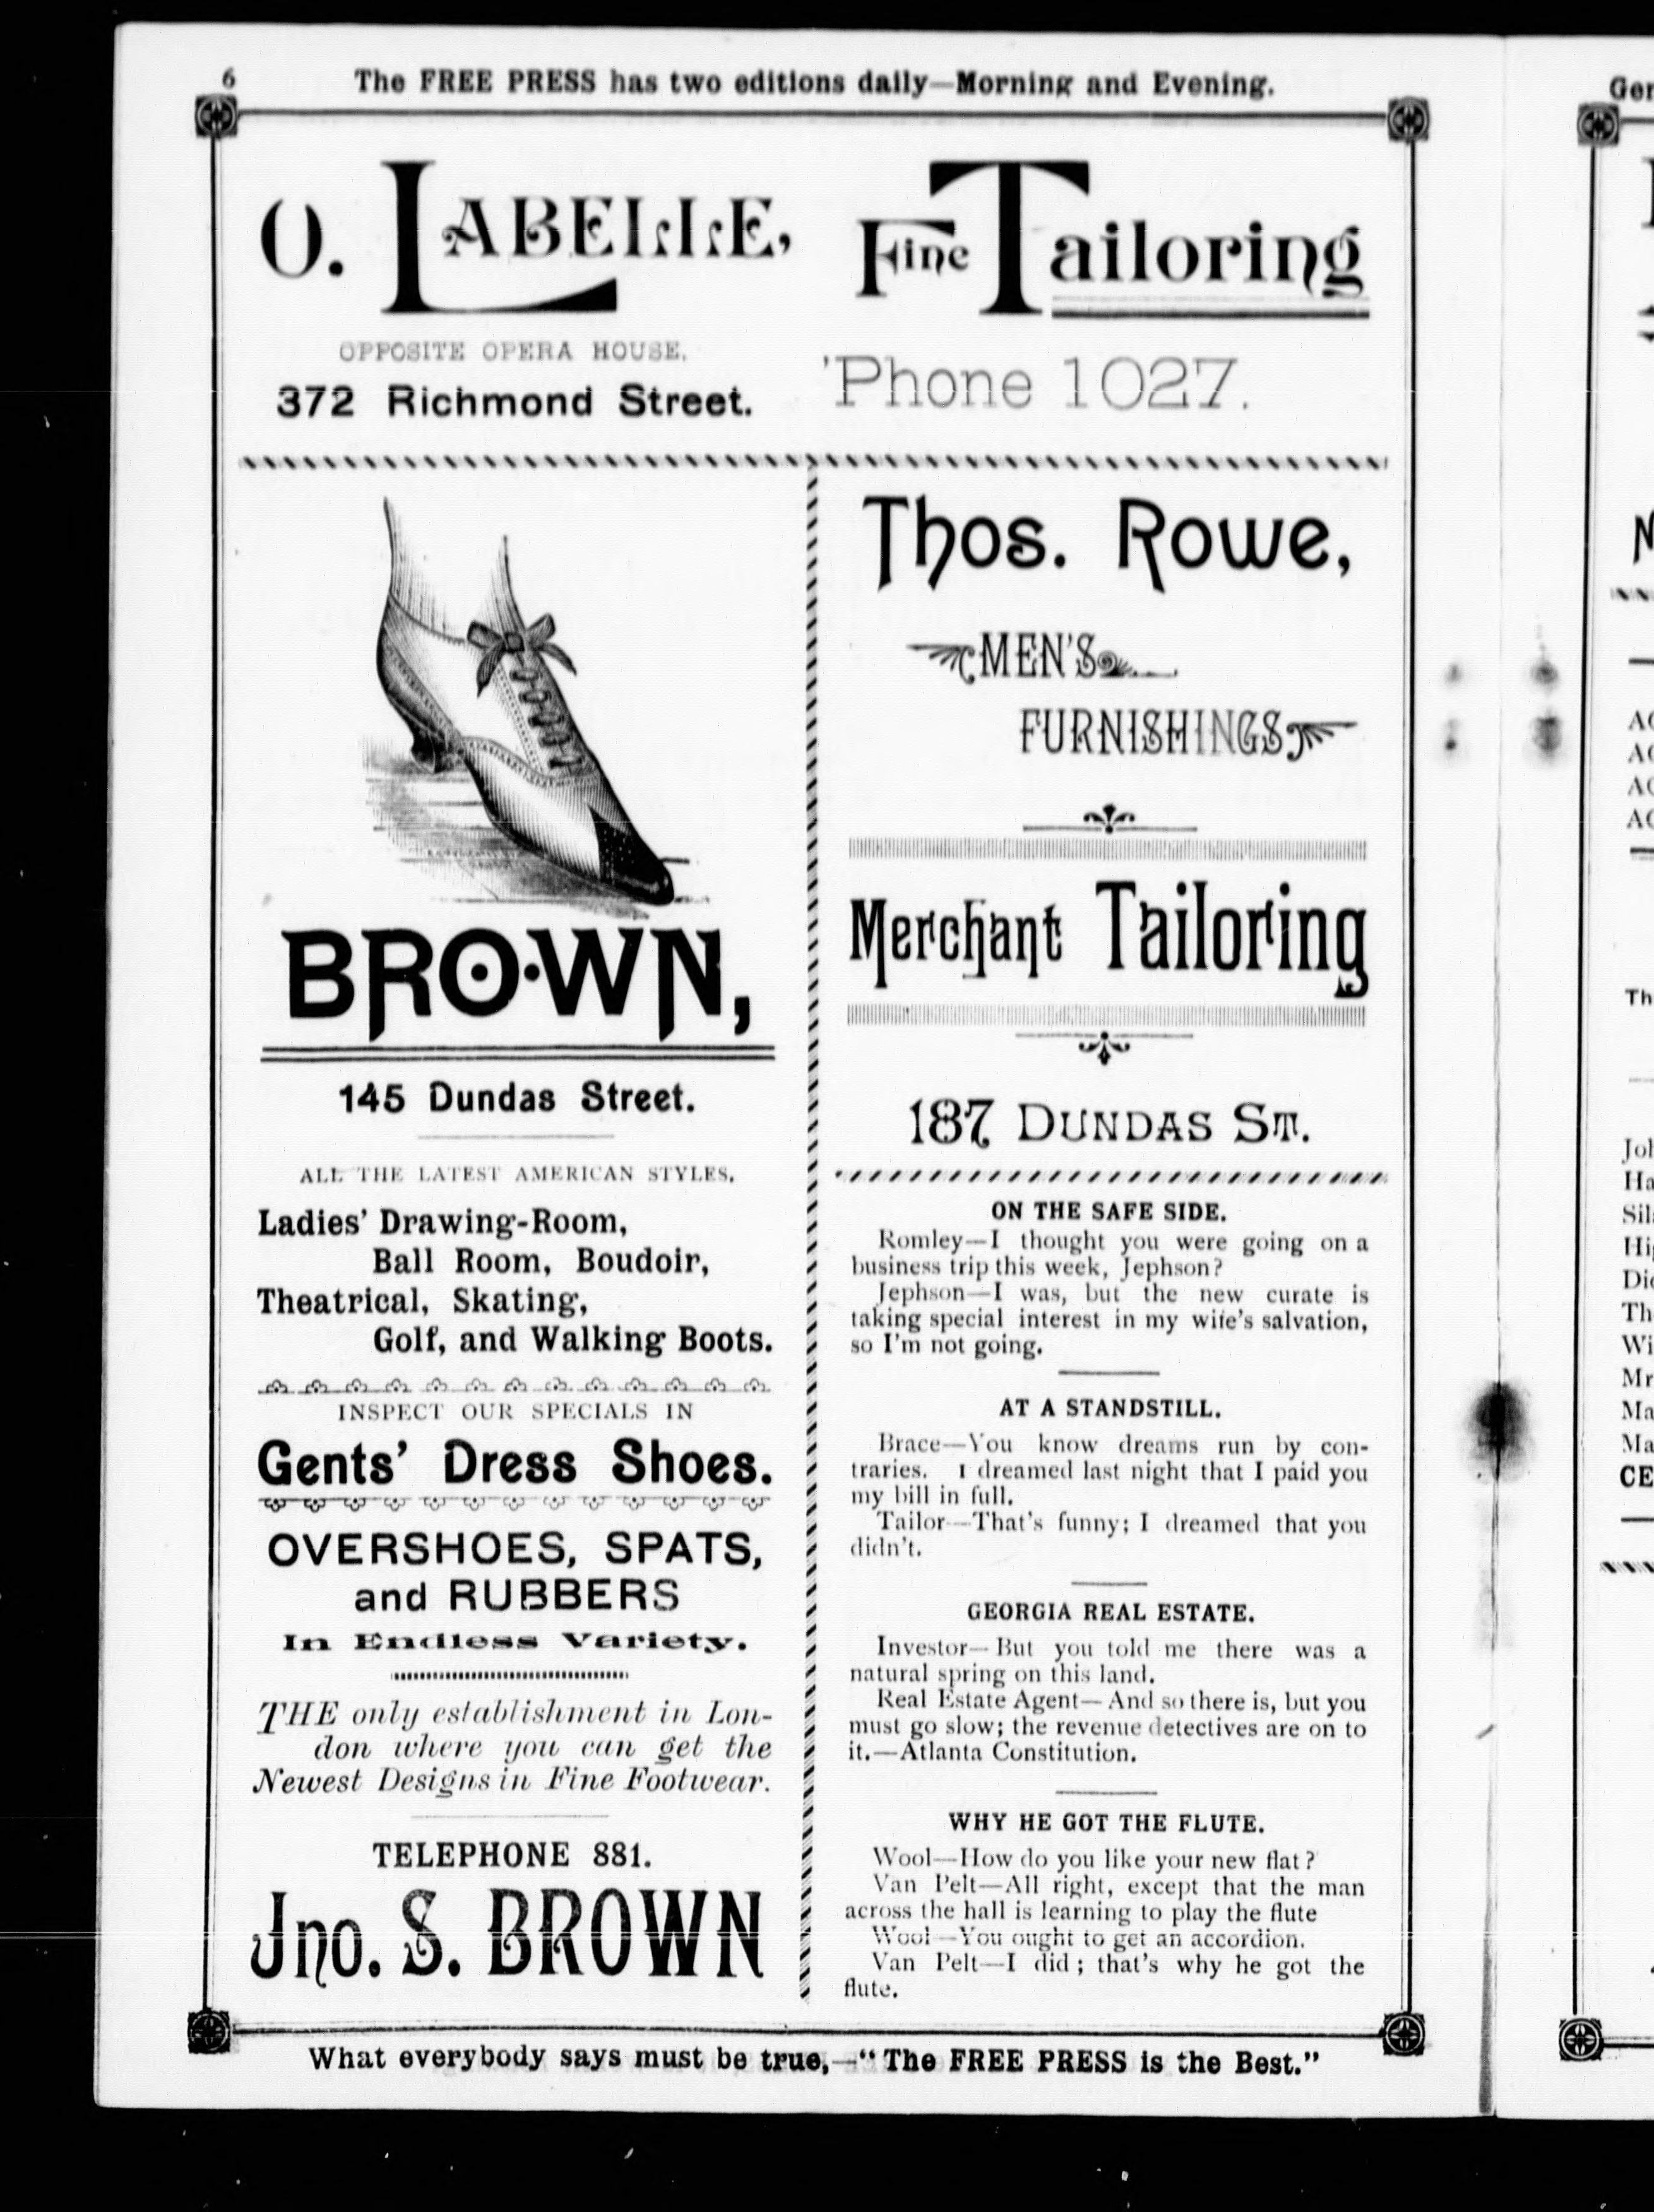 6
The FREE PRESS has two editions daily—Morning and Evening.
O. LABELLE,
Fine Tailoring
OPPOSITE OPERA HOUSE,
372 Richmond Street.
'Phone 1027.
BROWN,
145 Dundas Street.
ALL THE LATEST AMERICAN STYLES.
Ladies' Drawing-Room,
Ball Room, Boudoir,
Theatrical, Skating,
Golf, and Walking Boots.
INSPECT OUR SPECIALS IN
Gents' Dress Shoes.
OVERSHOES, SPATS,
and RUBBERS
In Endless Variety.
THE only establishment in Lon-
don where you can get the
Newest Designs in Fine Footwear.
TELEPHONE 881.
Jno. S. BROWN
Thos. Rowe,
MEN'S
FURNISHINGS
Merchant Tailoring
187 DUNDAS ST.
ON THE SAFE SIDE.
Romley—I thought you were going on a
business trip this week, Jephson?
Jephson—I was, but the new curate is
taking special interest in my wife's salvation,
so I'm not going.
AT A STANDSTILL.
Brace—You know dreams run by con-
traries. I dreamed last night that I paid you
my bill in full.
Tailor—That's funny; I dreamed that you
didn't.
GEORGIA REAL ESTATE.
Investor—But you told me there was a
natural spring on this land.
Real Estate Agent—And so there is, but you
must go slow; the revenue detectives are on to
it.—Atlanta Constitution.
WHY HE GOT THE FLUTE.
Wool—How do you like your new flat?
Van Pelt—All right, except that the man
across the hall is learning to play the flute
Wool—You ought to get an accordion.
Van Pelt—I did; that's why he got the
flute.
What everybody says must be true,—"The FREE PRESS is the Best."